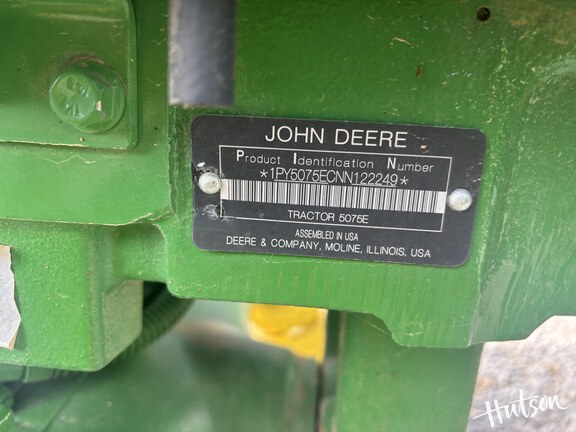 JOHN DEERE
Product Identification Number
*1PY5075ECNN122249*
TRACTOR 5075E
ASSEMBLED IN USA
DEERE & COMPANY, MOLINE, ILLINOIS, USA
Hutson